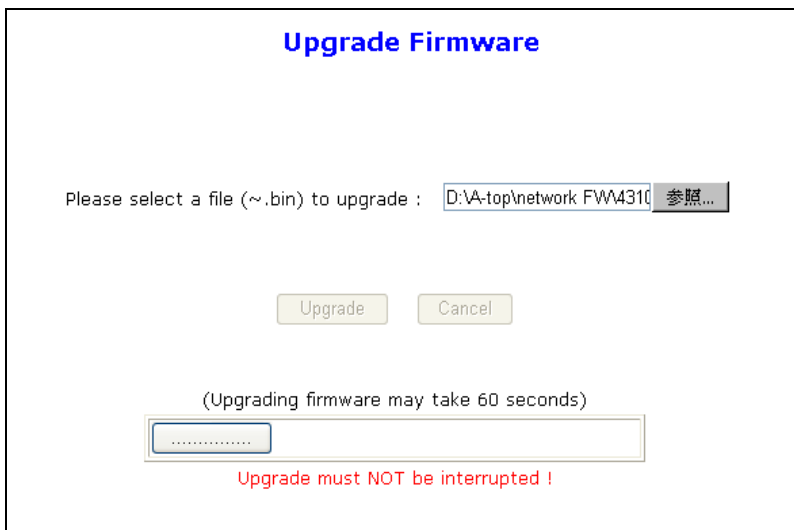 Upgrade Firmware
Please select a file (~.bin) to upgrade : D:\A-top\network FW\4310 参照...
Upgrade Cancel
(Upgrading firmware may take 60 seconds)
...............
Upgrade must NOT be interrupted !